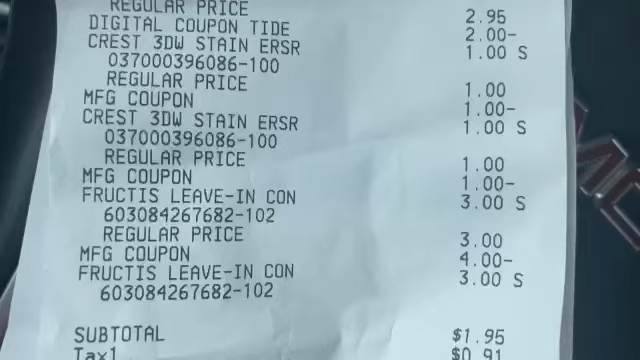 REGULAR PRICE 2.95
DIGITAL COUPON TIDE 2.00-
CREST 3DW STAIN ERSR 1.00 S
037000396086-100
REGULAR PRICE 1.00
MFG COUPON 1.00-
CREST 3DW STAIN ERSR 1.00 S
037000396086-100
REGULAR PRICE 1.00
MFG COUPON 1.00-
FRUCTIS LEAVE-IN CON 3.00 S
603084267682-102
REGULAR PRICE 3.00
MFG COUPON 4.00-
FRUCTIS LEAVE-IN CON 3.00 S
603084267682-102
SUBTOTAL $1.95
Tax1 $0.91